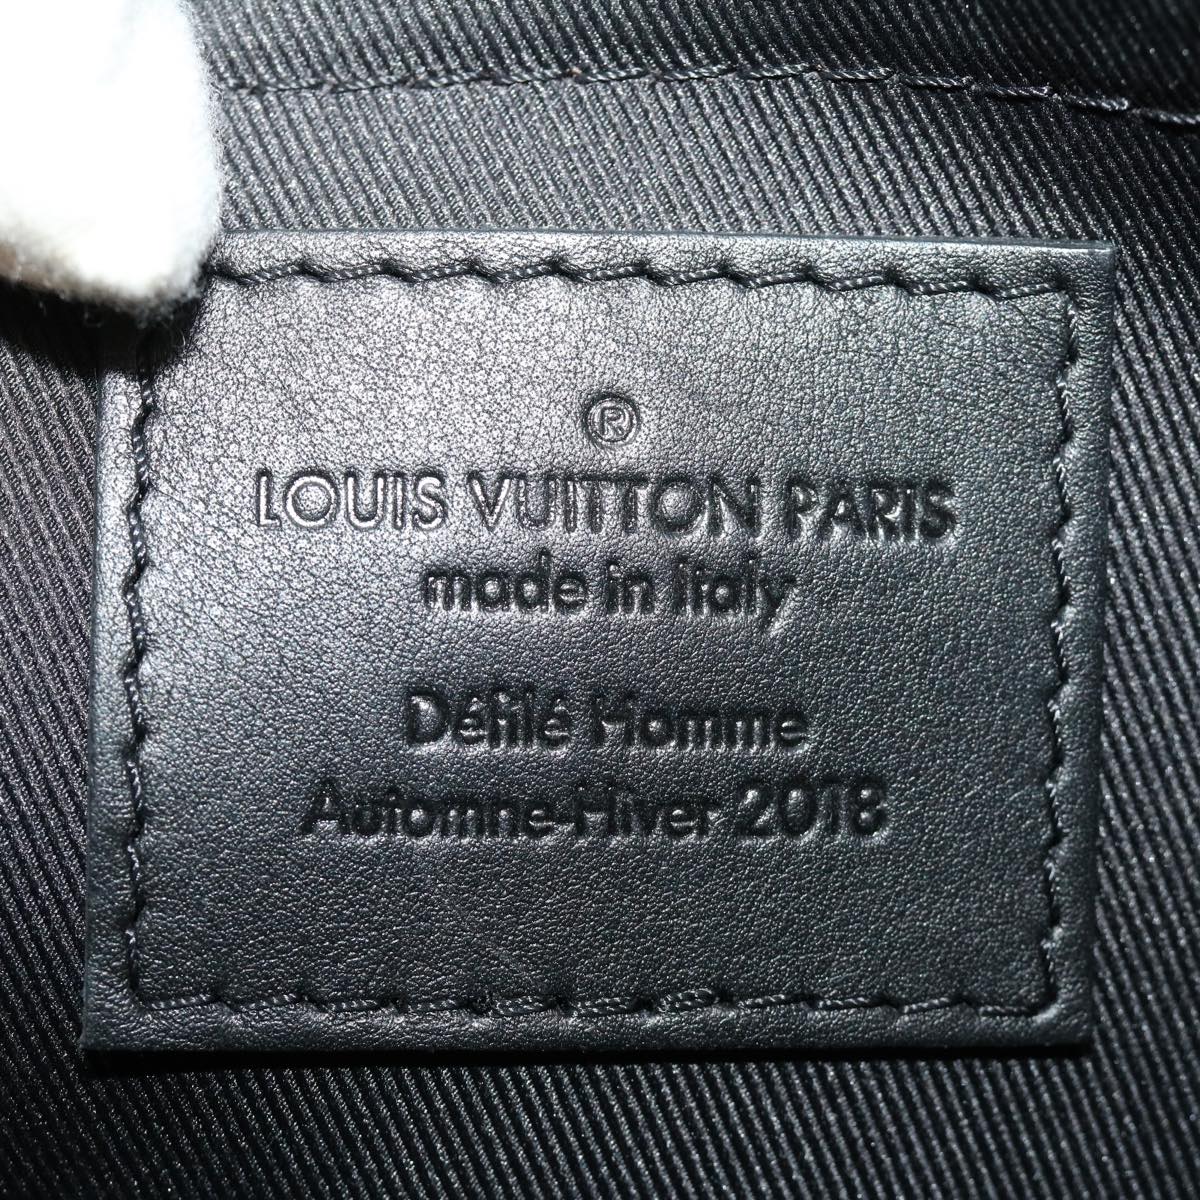 ®
LOUIS VUITTON PARIS
made in Italy
Défilé Homme
Automne-Hiver 2018